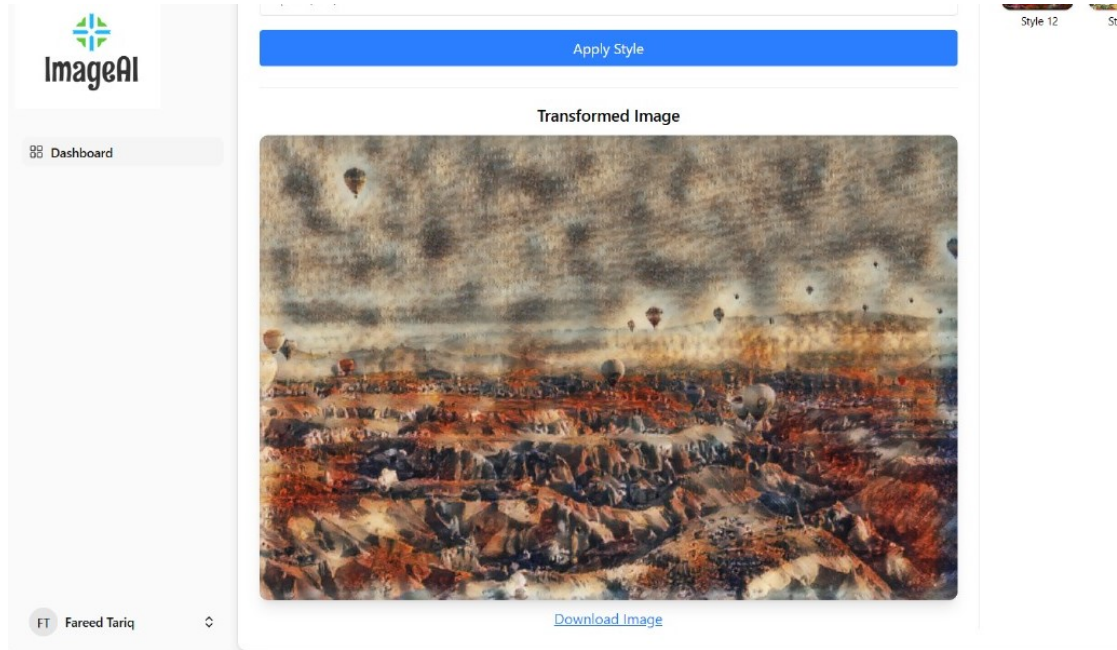 ImageAI
Dashboard
Apply Style
Transformed Image
Download Image
Style 12
FT Fareed Tariq